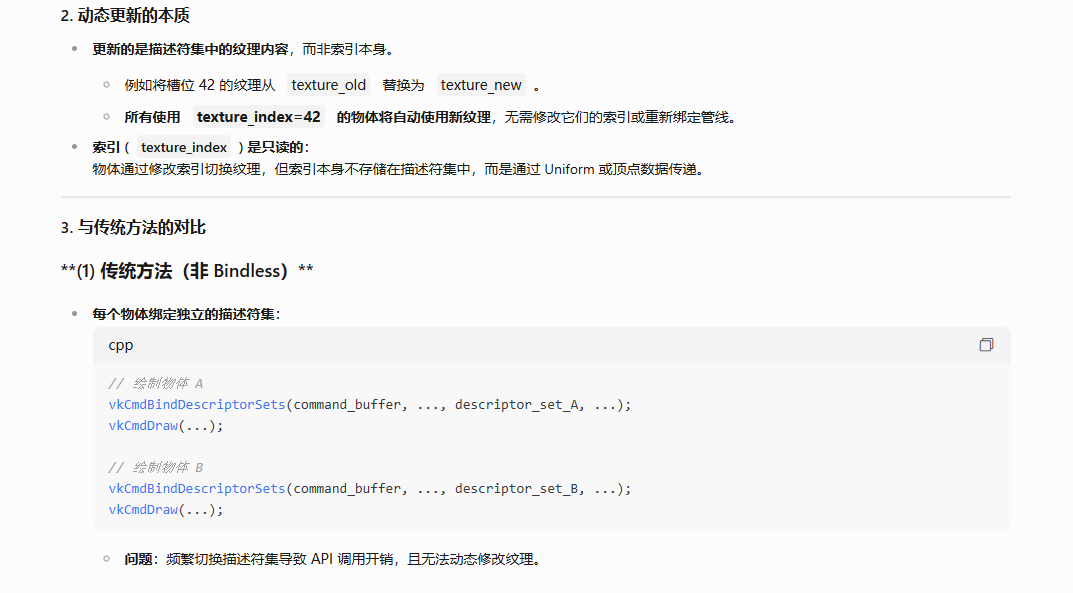 2. 动态更新的本质
更新的是描述符集中的纹理内容，而非索引本身。
例如将槽位 42 的纹理从 texture_old 替换为 texture_new 。
所有使用 texture_index=42 的物体将自动使用新纹理，无需修改它们的索引或重新绑定管线。
索引 ( texture_index ) 是只读的:
物体通过修改索引切换纹理，但索引本身不存储在描述符集中，而是通过 Uniform 或顶点数据传递。
3. 与传统方法的对比
**(1) 传统方法（非 Bindless）**
每个物体绑定独立的描述符集:
cpp
// 绘制物体 A
vkCmdBindDescriptorSets(command_buffer, ..., descriptor_set_A, ...);
vkCmdDraw(...);
// 绘制物体 B
vkCmdBindDescriptorSets(command_buffer, ..., descriptor_set_B, ...);
vkCmdDraw(...);
问题：频繁切换描述符集导致 API 调用开销，且无法动态修改纹理。